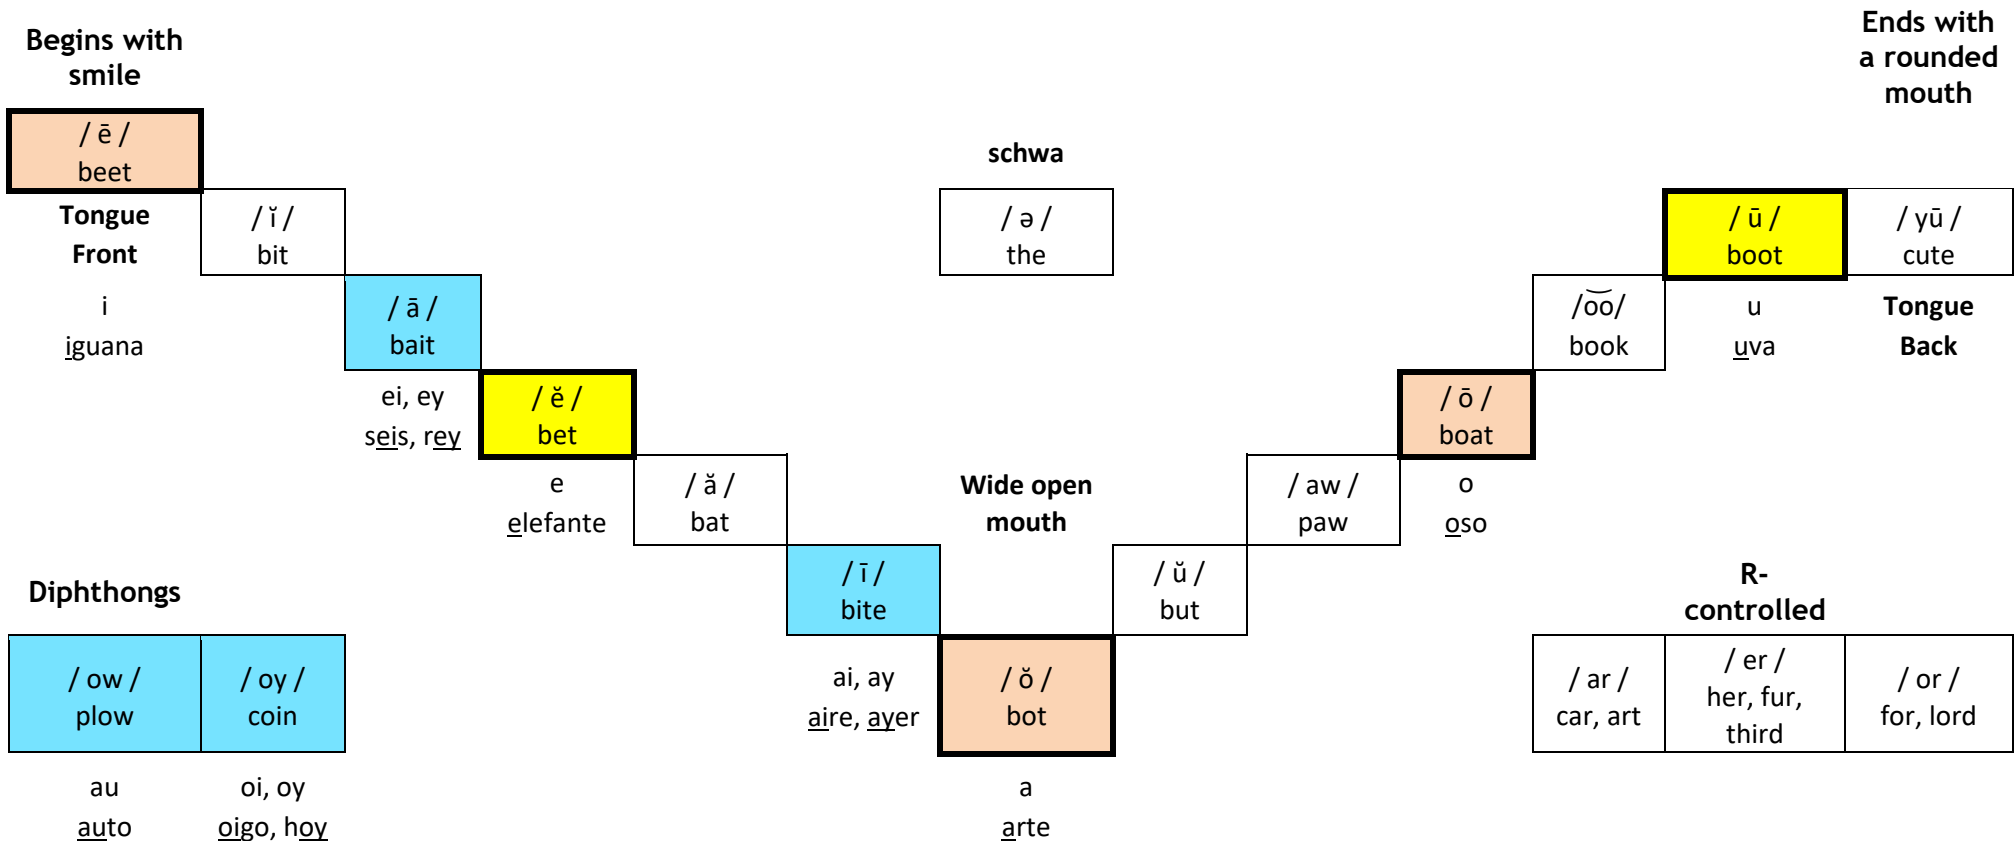 Begins with
smile
Ends with
a rounded
mouth
/ ē /
beet
schwa
Tongue
Front
/ ĭ /
bit
/ ə /
the
/ ū /
boot
/ yū /
cute
i
iguana
/ ā /
bait
/o͝o/
book
u
uva
Tongue
Back
ei, ey
seis, rey
/ ĕ /
bet
/ ō /
boat
e
elefante
/ ă /
bat
Wide open
mouth
/ aw /
paw
o
oso
Diphthongs
/ ī /
bite
/ ŭ /
but
R-
controlled
/ ow /
plow
/ oy /
coin
ai, ay
aire, ayer
/ ŏ /
bot
/ ar /
car, art
/ er /
her, fur,
third
/ or /
for, lord
au
auto
oi, oy
oigo, hoy
a
arte